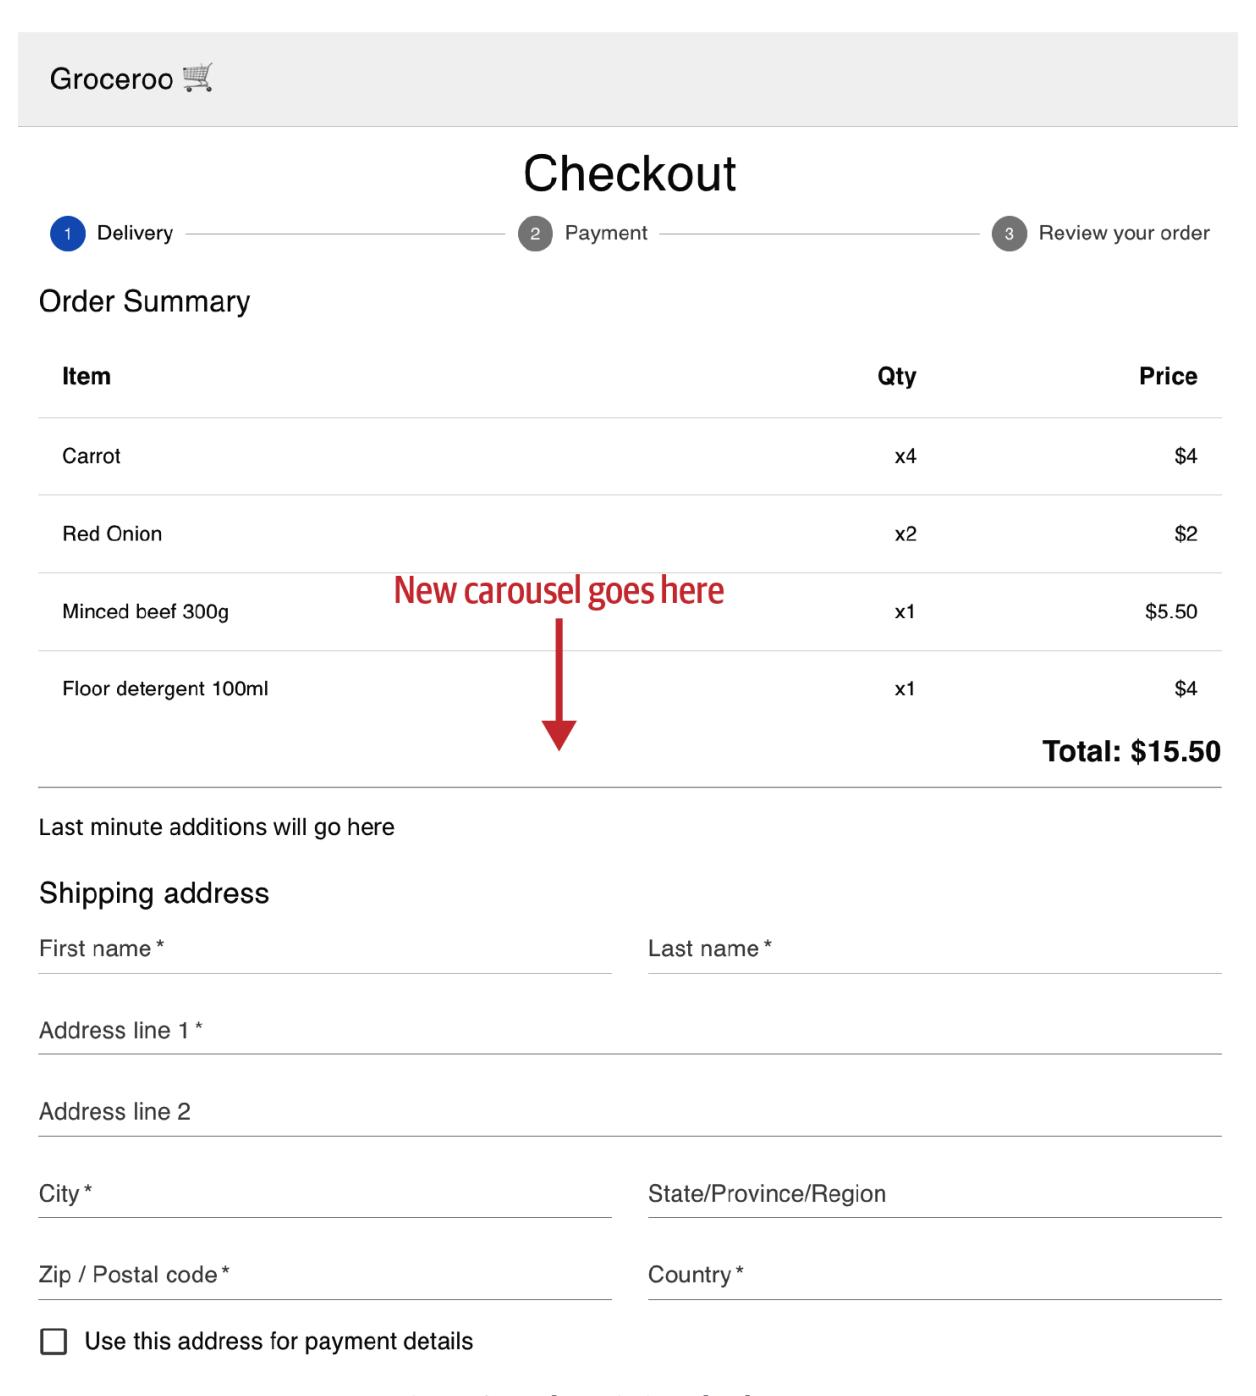 Groceroo
Checkout
1 Delivery 2 Payment 3 Review your order
Order Summary
Item Qty Price
Carrot x4 $4
Red Onion x2 $2
New carousel goes here
Minced beef 300g x1 $5.50
Floor detergent 100ml x1 $4
Total: $15.50
Last minute additions will go here
Shipping address
First name * Last name *
Address line 1 *
Address line 2
City * State/Province/Region
Zip / Postal code * Country *
Use this address for payment details